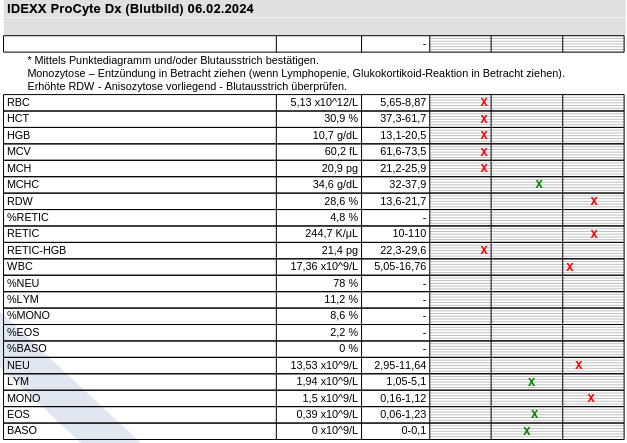 IDEXX ProCyte Dx (Blutbild) 06.02.2024
-
* Mittels Punktediagramm und/oder Blutausstrich bestätigen.
Monozytose – Entzündung in Betracht ziehen (wenn Lymphopenie, Glukokortikoid-Reaktion in Betracht ziehen).
Erhöhte RDW - Anisozytose vorliegend - Blutausstrich überprüfen.
RBC 5,13 x10^12/L 5,65-8,87 X
HCT 30,9 % 37,3-61,7 X
HGB 10,7 g/dL 13,1-20,5 X
MCV 60,2 fL 61,6-73,5 X
MCH 20,9 pg 21,2-25,9 X
MCHC 34,6 g/dL 32-37,9 X
RDW 28,6 % 13,6-21,7 X
%RETIC 4,8 % -
RETIC 244,7 K/µL 10-110 X
RETIC-HGB 21,4 pg 22,3-29,6 X
WBC 17,36 x10^9/L 5,05-16,76 X
%NEU 78 % -
%LYM 11,2 % -
%MONO 8,6 % -
%EOS 2,2 % -
%BASO 0 % -
NEU 13,53 x10^9/L 2,95-11,64 X
LYM 1,94 x10^9/L 1,05-5,1 X
MONO 1,5 x10^9/L 0,16-1,12 X
EOS 0,39 x10^9/L 0,06-1,23 X
BASO 0 x10^9/L 0-0,1 X